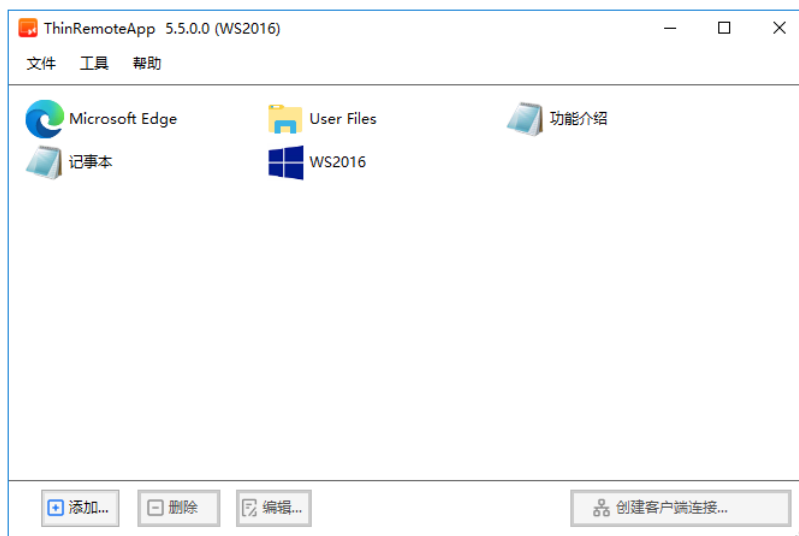 ThinRemoteApp 5.5.0.0 (WS2016)
文件 工具 帮助
Microsoft Edge User Files 功能介绍
记事本 WS2016
添加... 删除 编辑... 创建客户端连接...